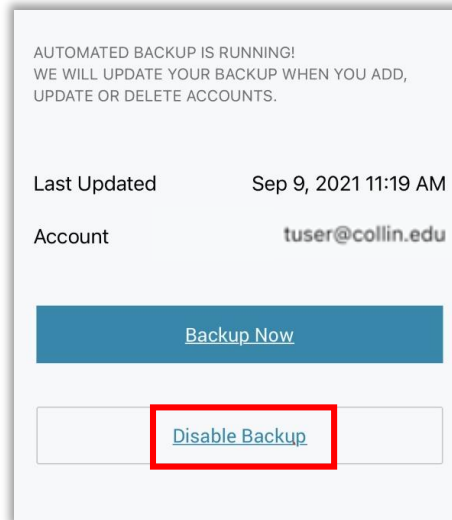 AUTOMATED BACKUP IS RUNNING!
WE WILL UPDATE YOUR BACKUP WHEN YOU ADD,
UPDATE OR DELETE ACCOUNTS.
Last Updated Sep 9, 2021 11:19 AM
Account tuser@collin.edu
Backup Now
Disable Backup